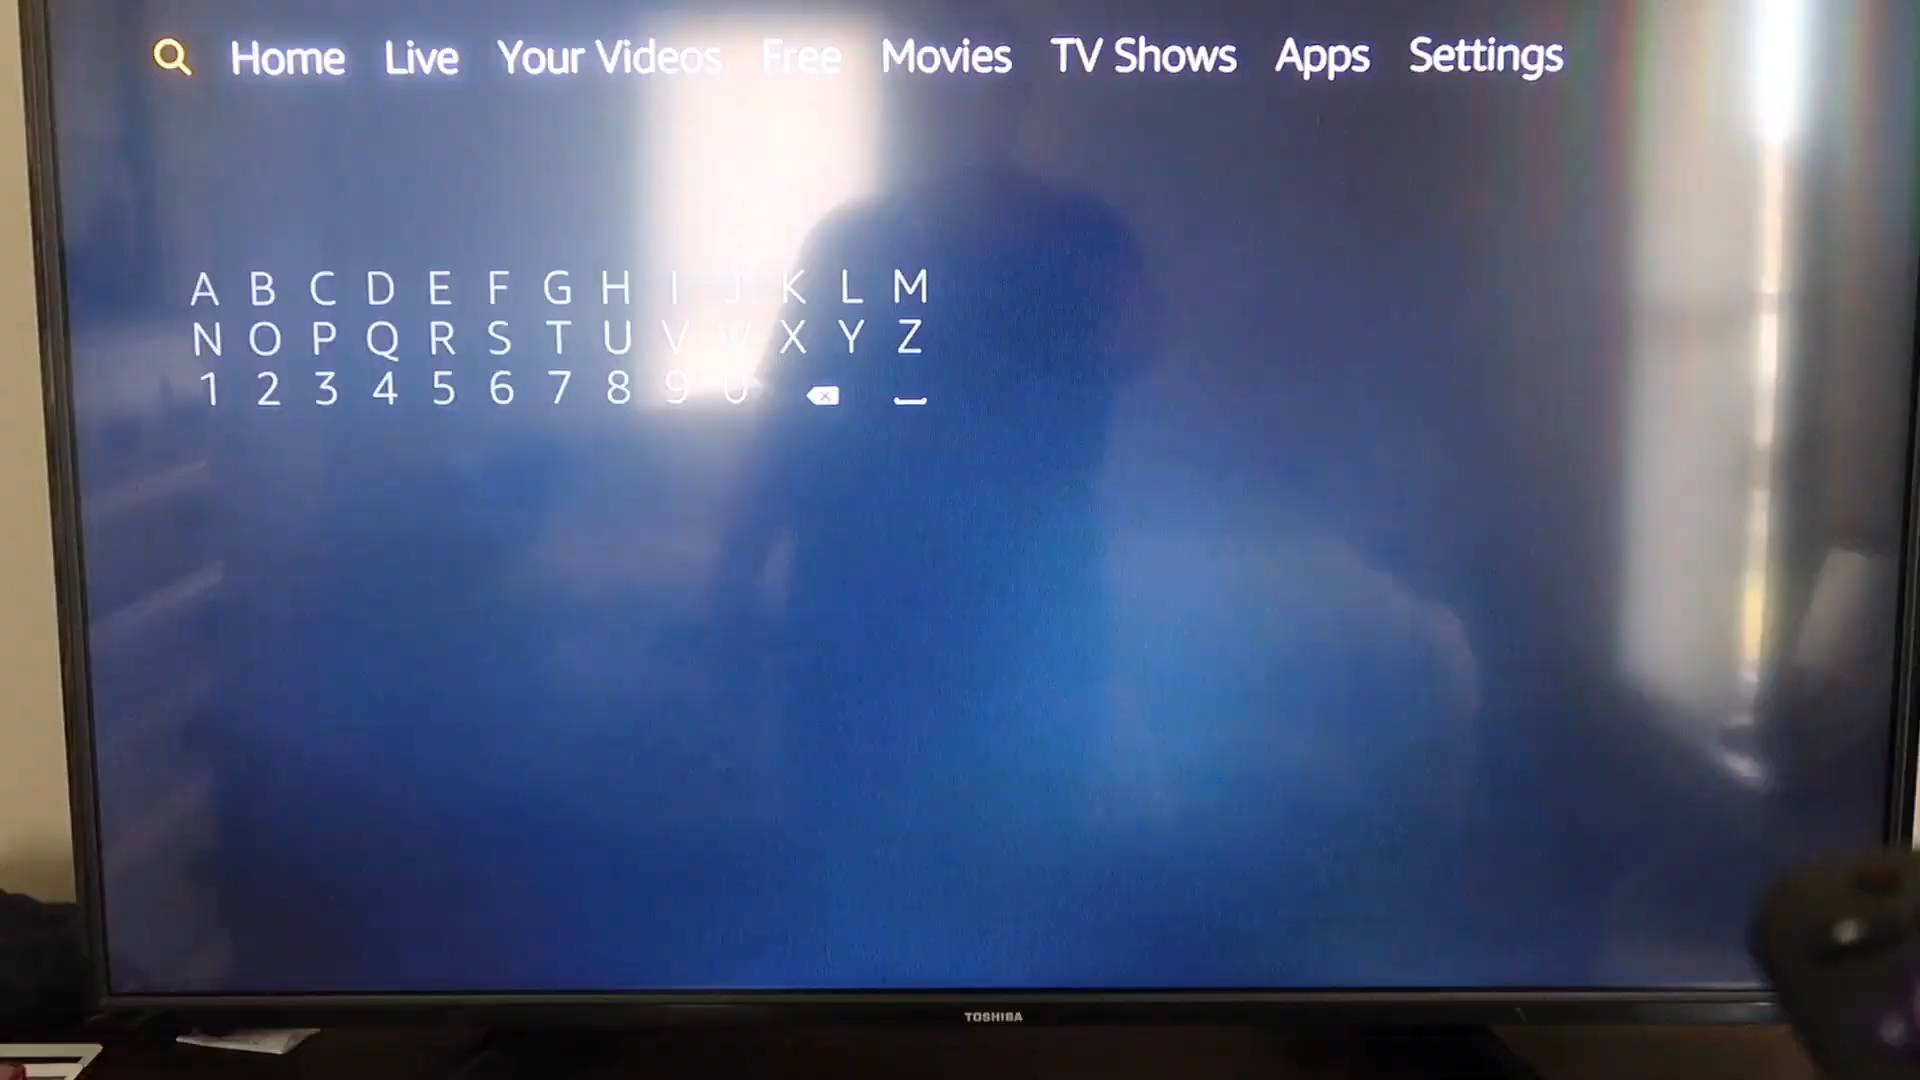 Home Live Your Videos Free Movies TV Shows Apps Settings
A B C D E F G H I J K L M
N O P Q R S T U V W X Y Z
1 2 3 4 5 6 7 8 9 0
TOSHIBA